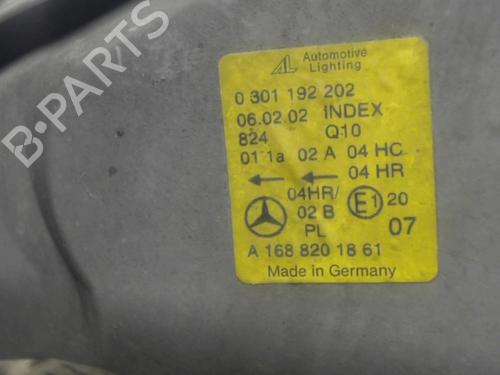 B-PARTS
AL Automotive
Lighting
0 301 192 202
06.02.02 INDEX
824 Q10
01 1a 02 A 04 HC
04 HR
04HR/
02 B E1 20
PL 07
A 168 820 18 61
Made in Germany